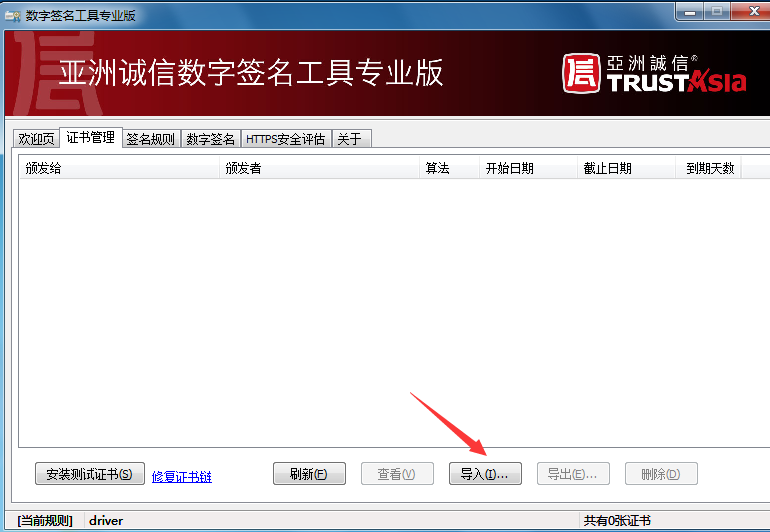 数字签名工具专业版
亚洲诚信数字签名工具专业版
亞洲誠信®
TRUSTAsia
欢迎页 证书管理 签名规则 数字签名 HTTPS安全评估 关于
颁发给 颁发者 算法 开始日期 截止日期 到期天数
安装测试证书(S) 修复证书链 刷新(F) 查看(V) 导入(I)... 导出(E)... 删除(D)
[当前规则] driver 共有0张证书